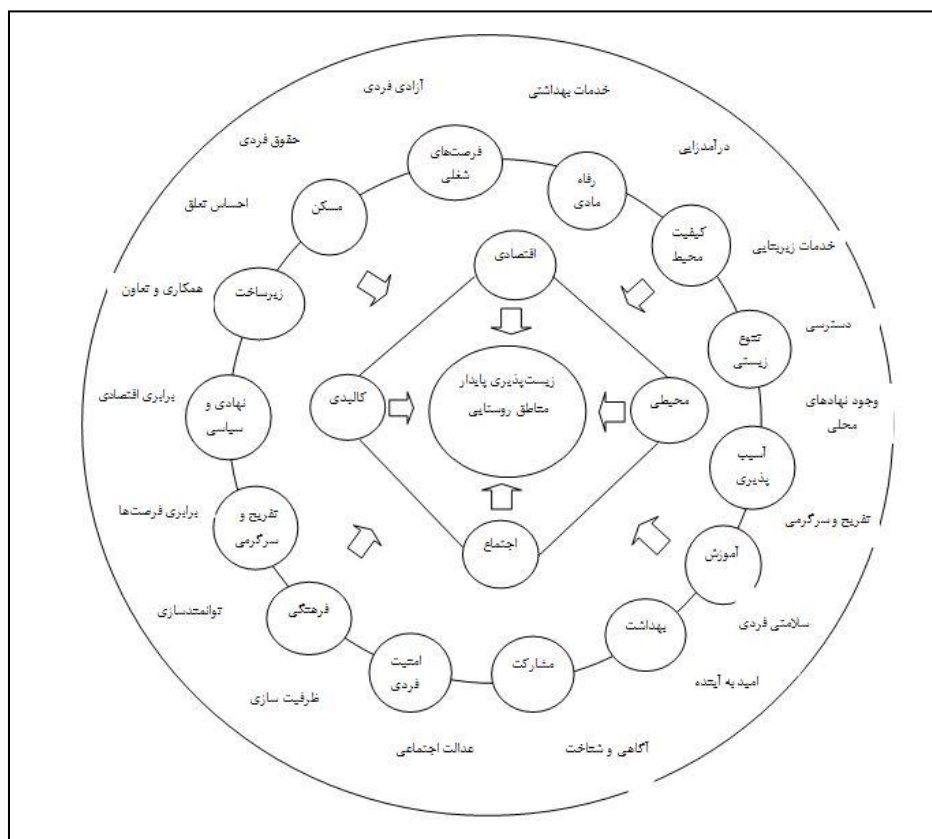 آزادی فردی
خدمات بهداشتی
حقوق فردی
درآمدزایی
احساس تعلق
خدمات زیربنایی
همکاری و تعاون
دسترسی
برابری اقتصادی
وجود نهادهای
محلی
برابری فرصت‌ها
تفریح و سرگرمی
توانمندسازی
سلامتی فردی
ظرفیت سازی
امید به آینده
عدالت اجتماعی
آگاهی و شناخت
فرصت‌های
شغلی
رفاه
مادی
کیفیت
محیط
تنوع
زیستی
آسیب
پذیری
آموزش
بهداشت
مشارکت
امنیت
فردی
فرهنگی
تفریح و
سرگرمی
نهادی و
سیاسی
زیرساخت
مسکن
اقتصادی
محیطی
اجتماع
کالبدی
زیست‌پذیری پایدار
مناطق روستایی